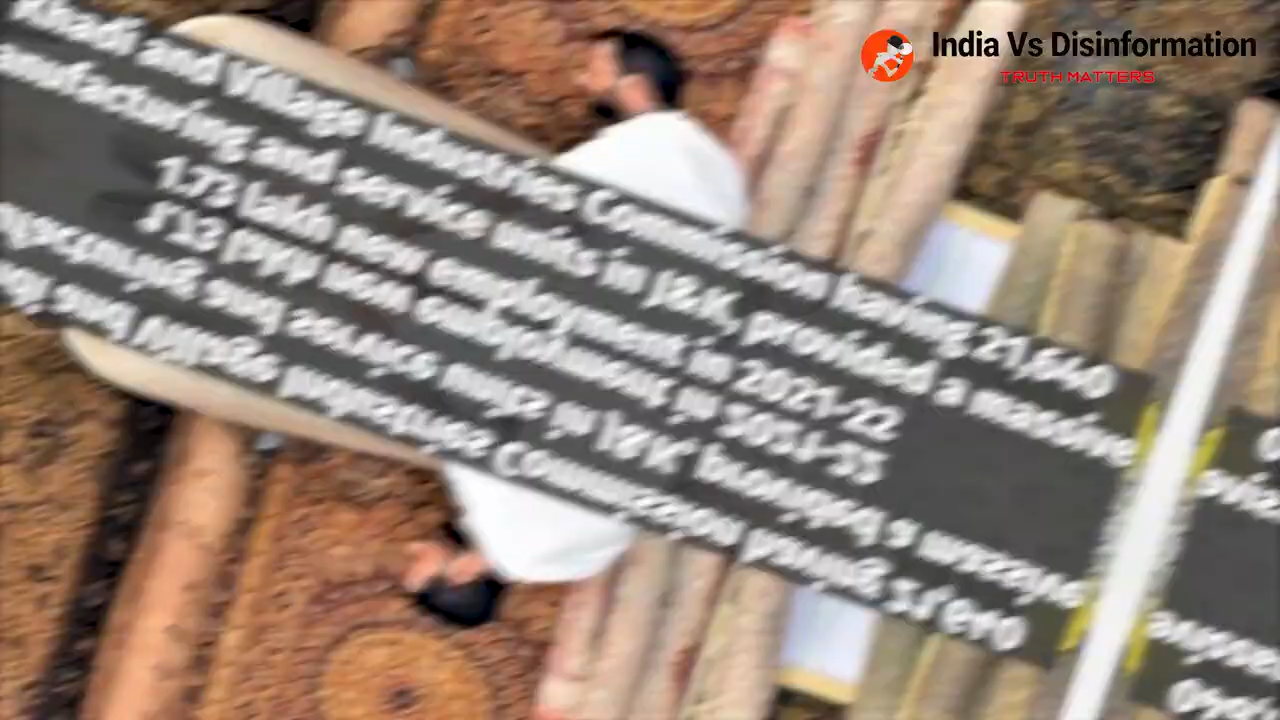 India Vs Disinformation
TRUTH MATTERS
Khadi and Village Industries Commission having 21,640
manufacturing and service units in J&K, provided a massive
1.73 lakh new employment in 2021-22